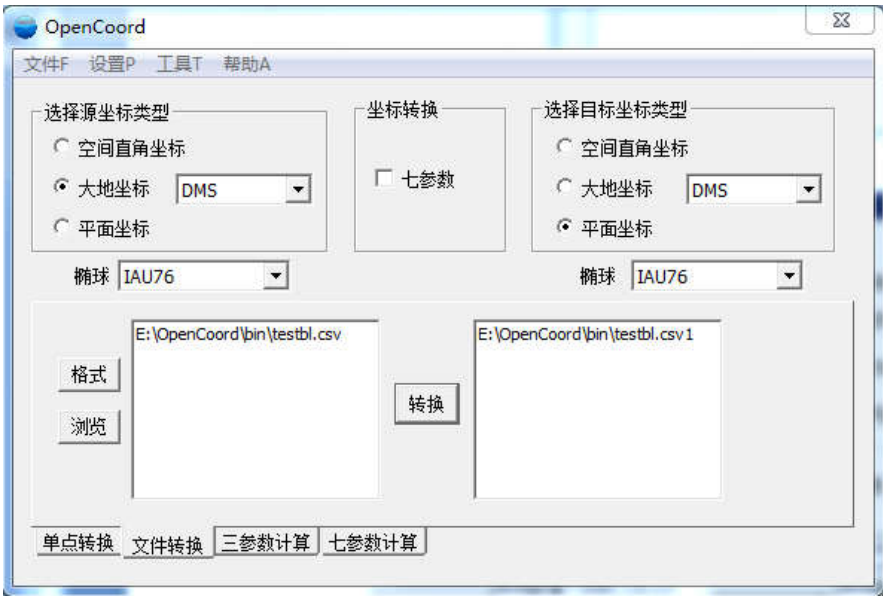 OpenCoord
文件F 设置P 工具T 帮助A
选择源坐标类型 坐标转换 选择目标坐标类型
空间直角坐标 空间直角坐标
大地坐标 DMS 七参数 大地坐标 DMS
平面坐标 平面坐标
椭球 IAU76 椭球 IAU76
E:\OpenCoord\bin\testbl.csv E:\OpenCoord\bin\testbl.csv1
格式
转换
浏览
单点转换 文件转换 三参数计算 七参数计算